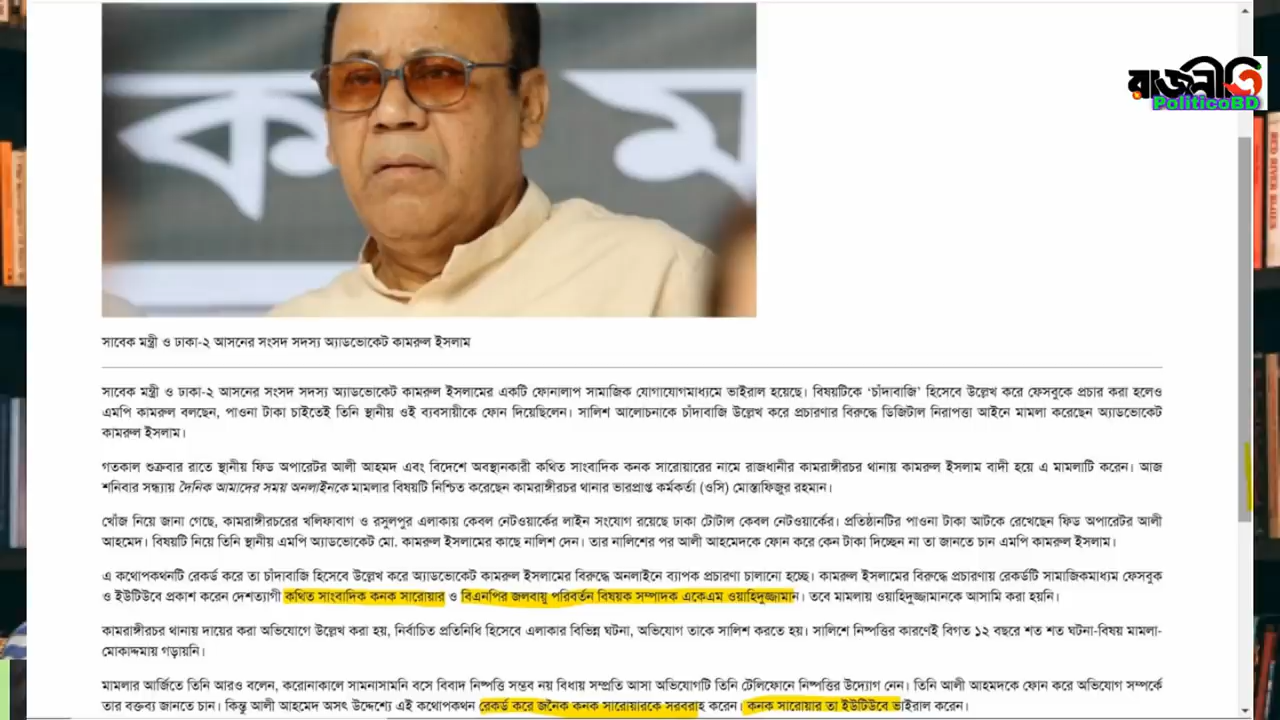 রাজনীতি
PoliticoBD
ক
ম
সাবেক মন্ত্রী ও ঢাকা-২ আসনের সংসদ সদস্য অ্যাডভোকেট কামরুল ইসলাম
সাবেক মন্ত্রী ও ঢাকা-২ আসনের সংসদ সদস্য অ্যাডভোকেট কামরুল ইসলামের একটি ফোনালাপ সামাজিক যোগাযোগমাধ্যমে ভাইরাল হয়েছে। বিষয়টিকে ‘চাঁদাবাজি’ হিসেবে উল্লেখ করে ফেসবুকে প্রচার করা হলেও
এমপি কামরুল বলছেন, পাওনা টাকা চাইতেই তিনি স্থানীয় ওই ব্যবসায়ীকে ফোন দিয়েছিলেন। সালিশ আলোচনাকে চাঁদাবাজি উল্লেখ করে প্রচারণার বিরুদ্ধে ডিজিটাল নিরাপত্তা আইনে মামলা করেছেন অ্যাডভোকেট
কামরুল ইসলাম।
গতকাল শুক্রবার রাতে স্থানীয় ফিড অপারেটর আলী আহমদ এবং বিদেশে অবস্থানকারী কথিত সাংবাদিক কনক সারোয়ারের নামে রাজধানীর কামরাঙ্গীরচর থানায় কামরুল ইসলাম বাদী হয়ে এ মামলাটি করেন। আজ
শনিবার সন্ধ্যায় দৈনিক আমাদের সময় অনলাইনকে মামলার বিষয়টি নিশ্চিত করেছেন কামরাঙ্গীরচর থানার ভারপ্রাপ্ত কর্মকর্তা (ওসি) মোস্তাফিজুর রহমান।
খোঁজ নিয়ে জানা গেছে, কামরাঙ্গীরচরের খলিফাবাগ ও রসুলপুর এলাকায় কেবল নেটওয়ার্কের লাইন সংযোগ রয়েছে ঢাকা টোটাল কেবল নেটওয়ার্কের। প্রতিষ্ঠানটির পাওনা টাকা আটকে রেখেছেন ফিড অপারেটর আলী
আহমেদ। বিষয়টি নিয়ে তিনি স্থানীয় এমপি অ্যাডভোকেট মো. কামরুল ইসলামের কাছে নালিশ দেন। তার নালিশের পর আলী আহমেদকে ফোন করে কেন টাকা দিচ্ছেন না তা জানতে চান এমপি কামরুল ইসলাম।
এ কথোপকথনটি রেকর্ড করে তা চাঁদাবাজি হিসেবে উল্লেখ করে অ্যাডভোকেট কামরুল ইসলামের বিরুদ্ধে অনলাইনে ব্যাপক প্রচারণা চালানো হচ্ছে। কামরুল ইসলামের বিরুদ্ধে প্রচারণায় রেকর্ডটি সামাজিকমাধ্যম ফেসবুক
ও ইউটিউবে প্রকাশ করেন দেশত্যাগী কথিত সাংবাদিক কনক সারোয়ার ও বিএনপির জলবায়ু পরিবর্তন বিষয়ক সম্পাদক একেএম ওয়াহিদুজ্জামান। তবে মামলায় ওয়াহিদুজ্জামানকে আসামি করা হয়নি।
কামরাঙ্গীরচর থানায় দায়ের করা অভিযোগে উল্লেখ করা হয়, নির্বাচিত প্রতিনিধি হিসেবে এলাকার বিভিন্ন ঘটনা, অভিযোগ তাকে সালিশ করতে হয়। সালিশে নিষ্পত্তির কারণেই বিগত ১২ বছরে শত শত ঘটনা-বিষয় মামলা-
মোকাদ্দমায় গড়ায়নি।
মামলার আর্জিতে তিনি আরও বলেন, করোনাকালে সামনাসামনি বসে বিবাদ নিষ্পত্তি সম্ভব নয় বিধায় সম্প্রতি আসা অভিযোগটি তিনি টেলিফোনে নিষ্পত্তির উদ্যোগ নেন। তিনি আলী আহমদকে ফোন করে অভিযোগ সম্পর্কে
তার বক্তব্য জানতে চান। কিন্তু আলী আহমেদ অসৎ উদ্দেশ্যে এই কথোপকথন রেকর্ড করে জনৈক কনক সারোয়ারকে সরবরাহ করেন। কনক সারোয়ার তা ইউটিউবে ভাইরাল করেন।